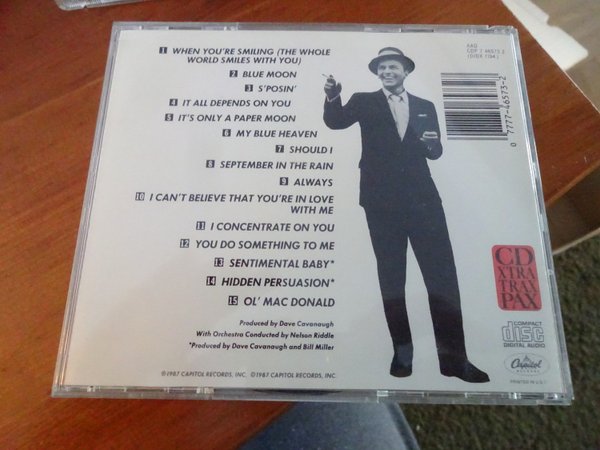 1 WHEN YOU'RE SMILING (THE WHOLE
WORLD SMILES WITH YOU)
2 BLUE MOON
3 S'POSIN'
4 IT ALL DEPENDS ON YOU
5 IT'S ONLY A PAPER MOON
6 MY BLUE HEAVEN
7 SHOULD I
8 SEPTEMBER IN THE RAIN
9 ALWAYS
10 I CAN'T BELIEVE THAT YOU'RE IN LOVE
WITH ME
11 I CONCENTRATE ON YOU
12 YOU DO SOMETHING TO ME
13 SENTIMENTAL BABY*
14 HIDDEN PERSUASION*
15 OL' MAC DONALD
Produced by Dave Cavanaugh
With Orchestra Conducted by Nelson Riddle
*Produced by Dave Cavanaugh and Bill Miller
©1987 CAPITOL RECORDS, INC. ©1987 CAPITOL RECORDS, INC.
CDP 7 46573 2
0 7777-46573-2
CD
XTRA
TRAX
PAX
COMPACT
disc
DIGITAL AUDIO
Capitol
PRINTED IN U.S.